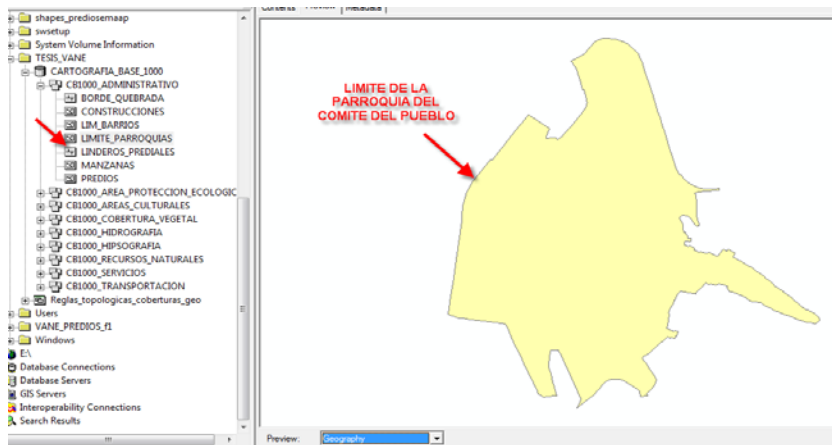 shapes_prediosemaap
swsetup
System Volume Information
TESIS_VANE
CARTOGRAFIA_BASE_1000
CB1000_ADMINISTRATIVO
BORDE_QUEBRADA
CONSTRUCCIONES
LIM_BARRIOS
LIMITE_PARROQUIAS
LINDEROS_PREDIALES
MANZANAS
PREDIOS
CB1000_AREA_PROTECCION_ECOLOGIC
CB1000_AREAS_CULTURALES
CB1000_COBERTURA_VEGETAL
CB1000_HIDROGRAFIA
CB1000_HIPSOGRAFIA
CB1000_RECURSOS_NATURALES
CB1000_SERVICIOS
CB1000_TRANSPORTACION
Reglas_topologicas_coberturas_geo
Users
VANE_PREDIOS_f1
Windows
E:\
Database Connections
Database Servers
GIS Servers
Interoperability Connections
Search Results
Contents Preview Metadata
LIMITE DE LA
PARROQUIA DEL
COMITE DEL PUEBLO
Preview: Geography